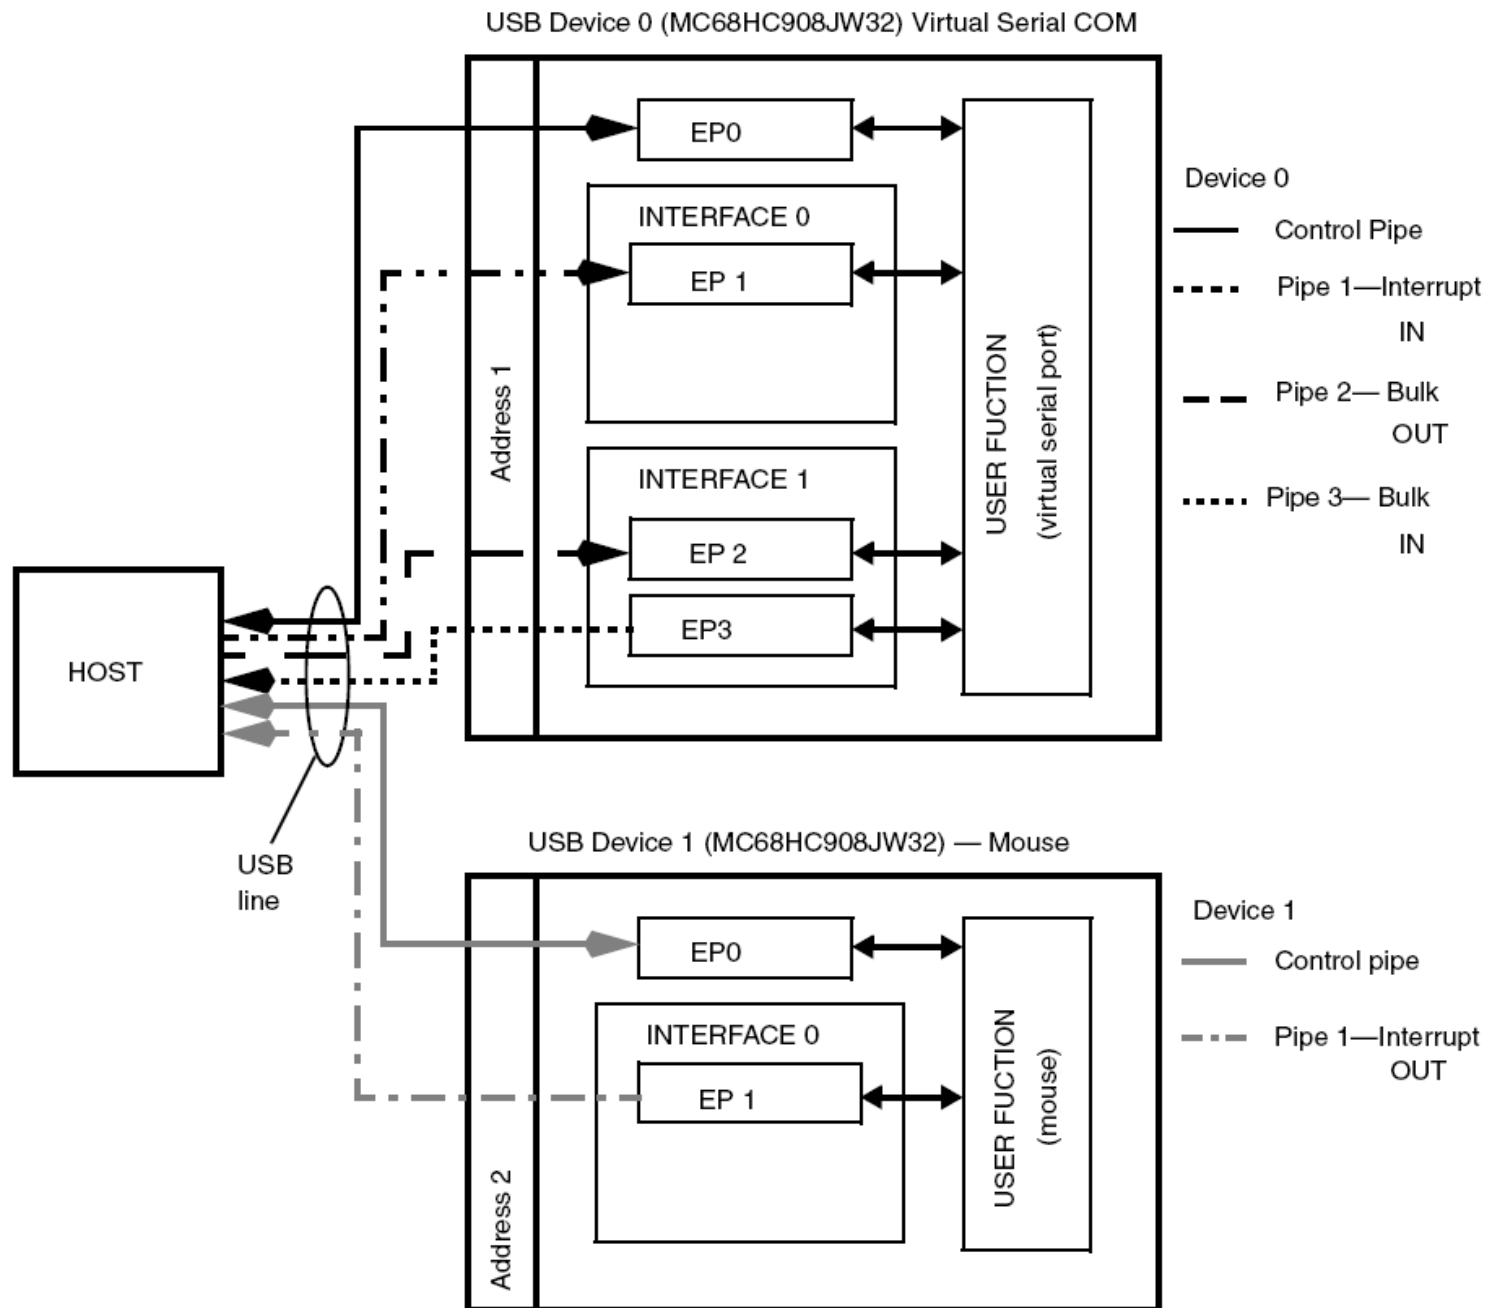 USB Device 0 (MC68HC908JW32) Virtual Serial COM
EP0
INTERFACE 0
EP 1
Address 1
INTERFACE 1
EP 2
EP3
USER FUCTION
(virtual serial port)
Device 0
Control Pipe
Pipe 1—Interrupt
IN
Pipe 2— Bulk
OUT
Pipe 3— Bulk
IN
HOST
USB
line
USB Device 1 (MC68HC908JW32) — Mouse
EP0
INTERFACE 0
EP 1
Address 2
USER FUCTION
(mouse)
Device 1
Control pipe
Pipe 1—Interrupt
OUT